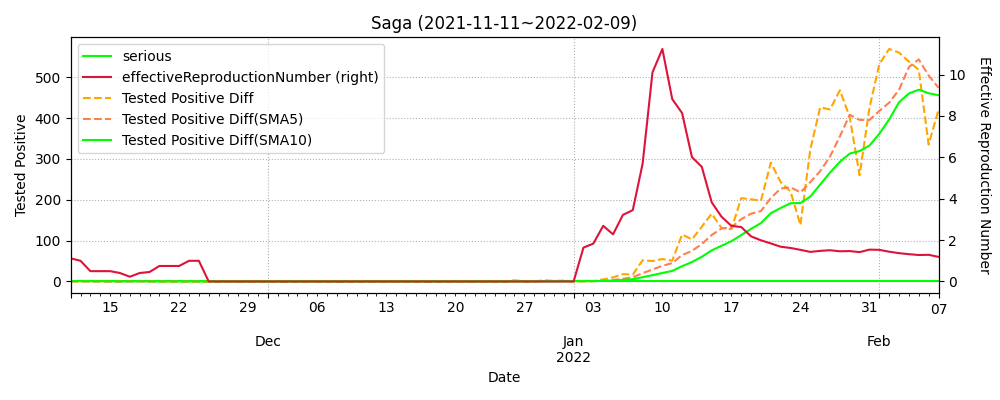 Saga (2021-11-11~2022-02-09)
serious
effectiveReproductionNumber (right)
Tested Positive Diff
Tested Positive Diff(SMA5)
Tested Positive Diff(SMA10)
Tested Positive
500
400
300
200
100
0
10
8
6
4
2
0
Effective Reproduction Number
15 22 29 06 13 20 27 03 10 17 24 31 07
Dec Jan Feb
2022
Date